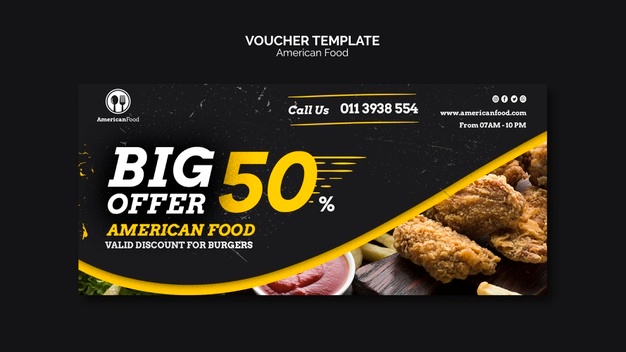 VOUCHER TEMPLATE
American Food
AmericanFood
Call Us 011 3938 554
www.americanfood.com
From 07AM - 10 PM
BIG
OFFER
50 %
AMERICAN FOOD
VALID DISCOUNT FOR BURGERS